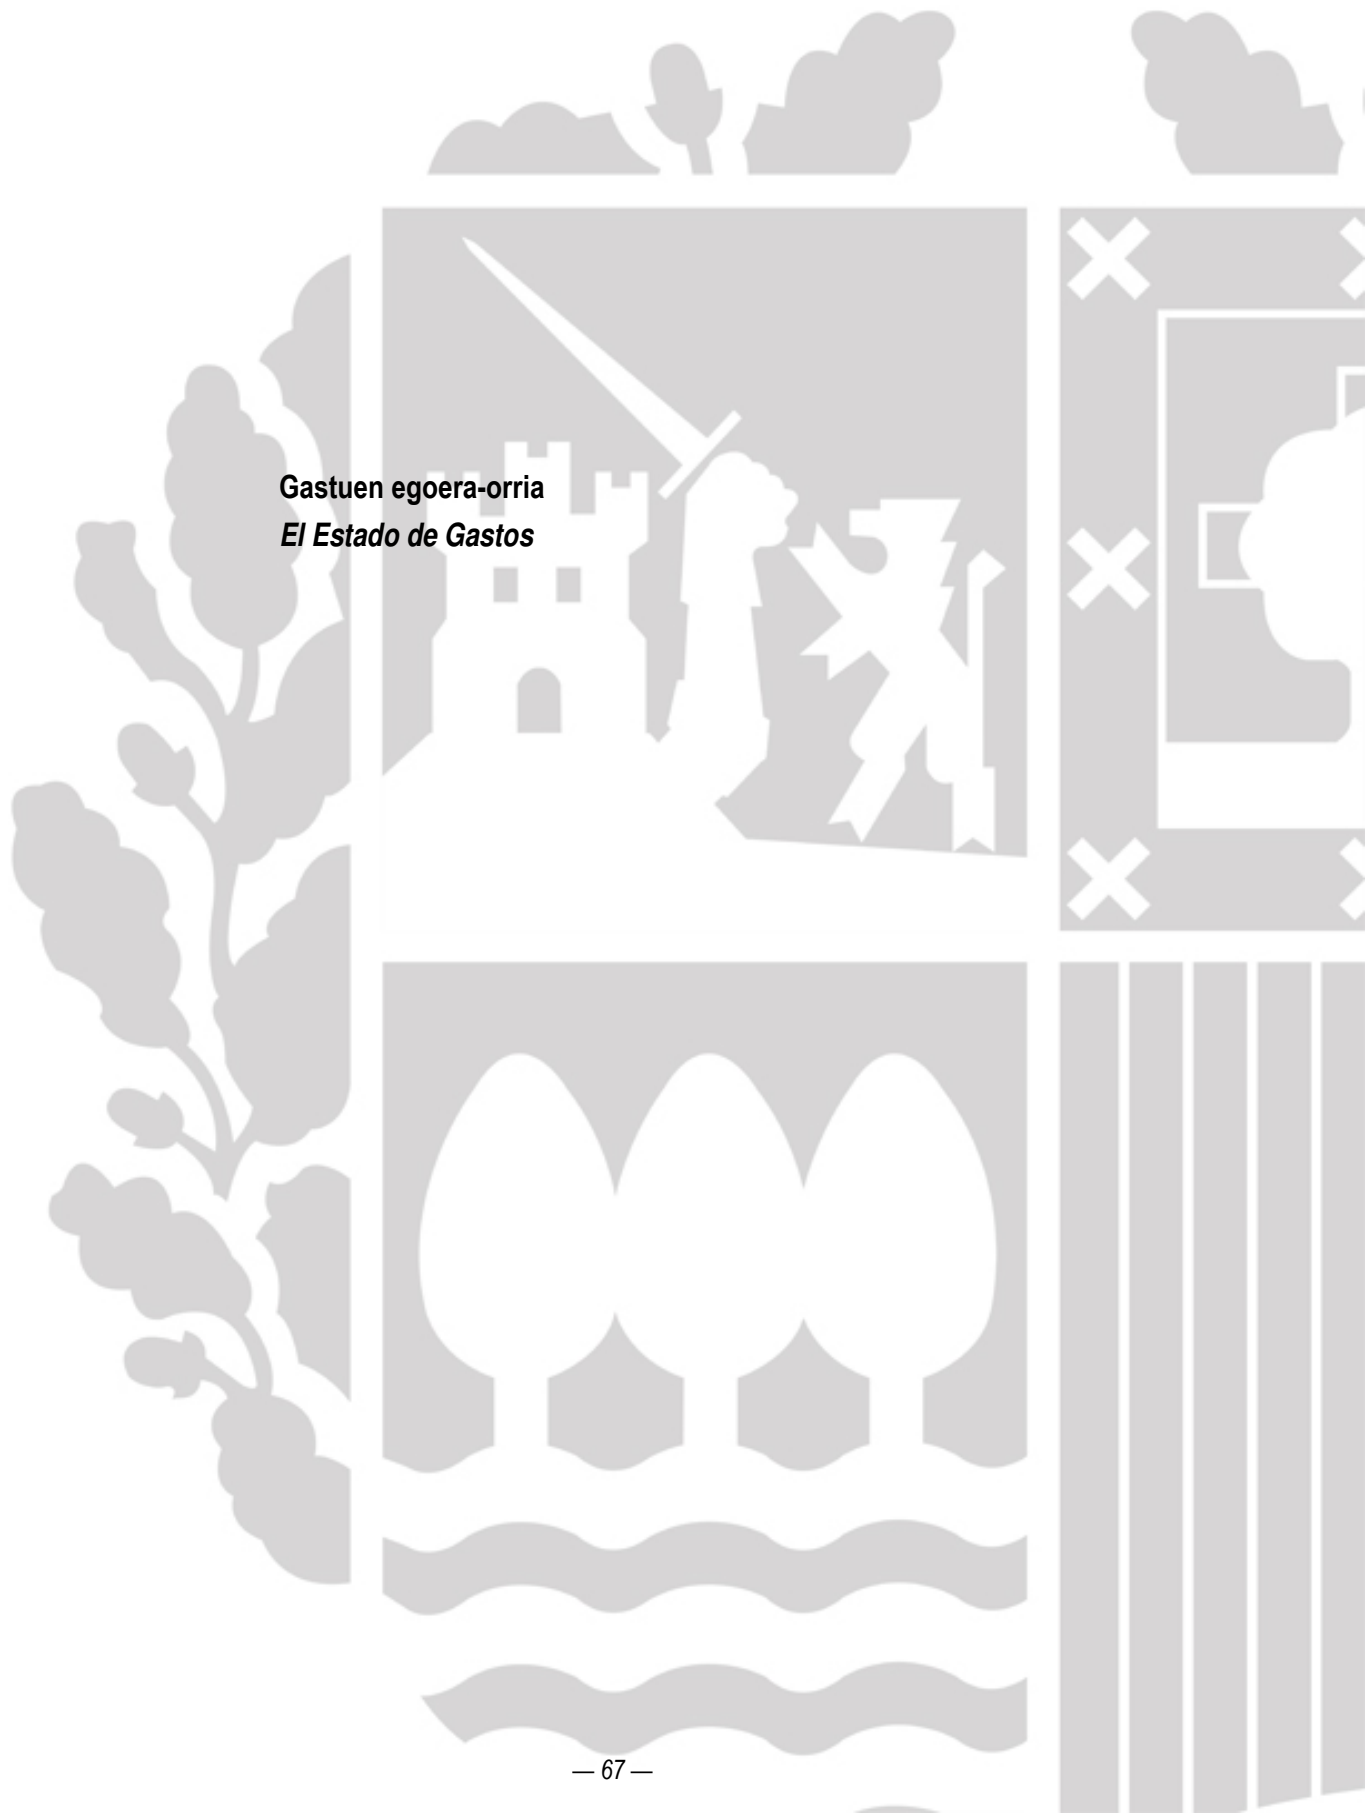 Gastuen egoera-orria
El Estado de Gastos
— 67 —